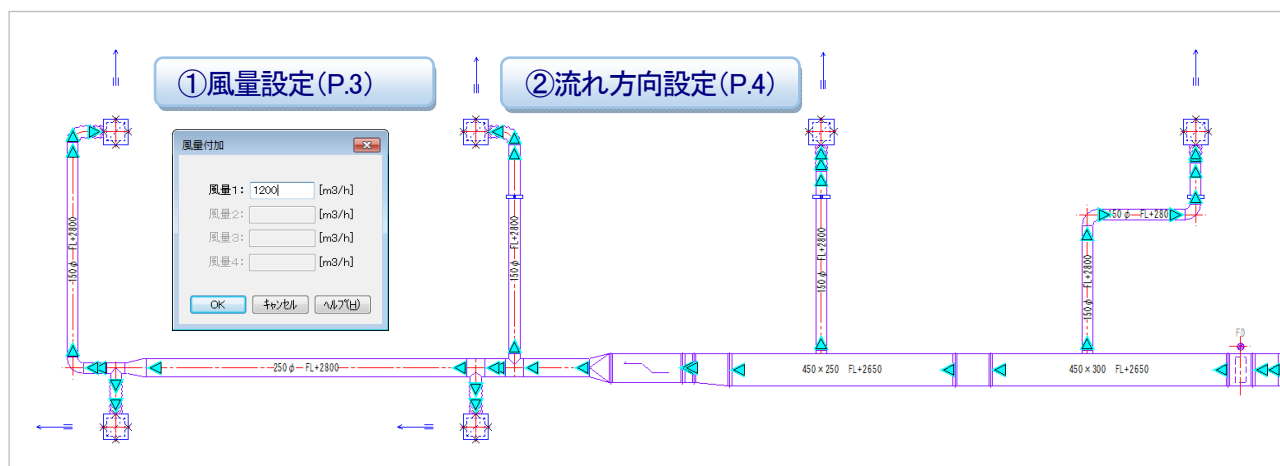 ①風量設定(P.3)
②流れ方向設定(P.4)
風量付加
風量1: 1200 [m3/h]
風量2: [m3/h]
風量3: [m3/h]
風量4: [m3/h]
OK キャンセル ヘルプ(H)
150φ FL+2800
150φ FL+2800
150φ FL+2800
150φ FL+280
150φ FL+2800
FD
250φ FL+2800
450×250 FL+2650
450×300 FL+2650